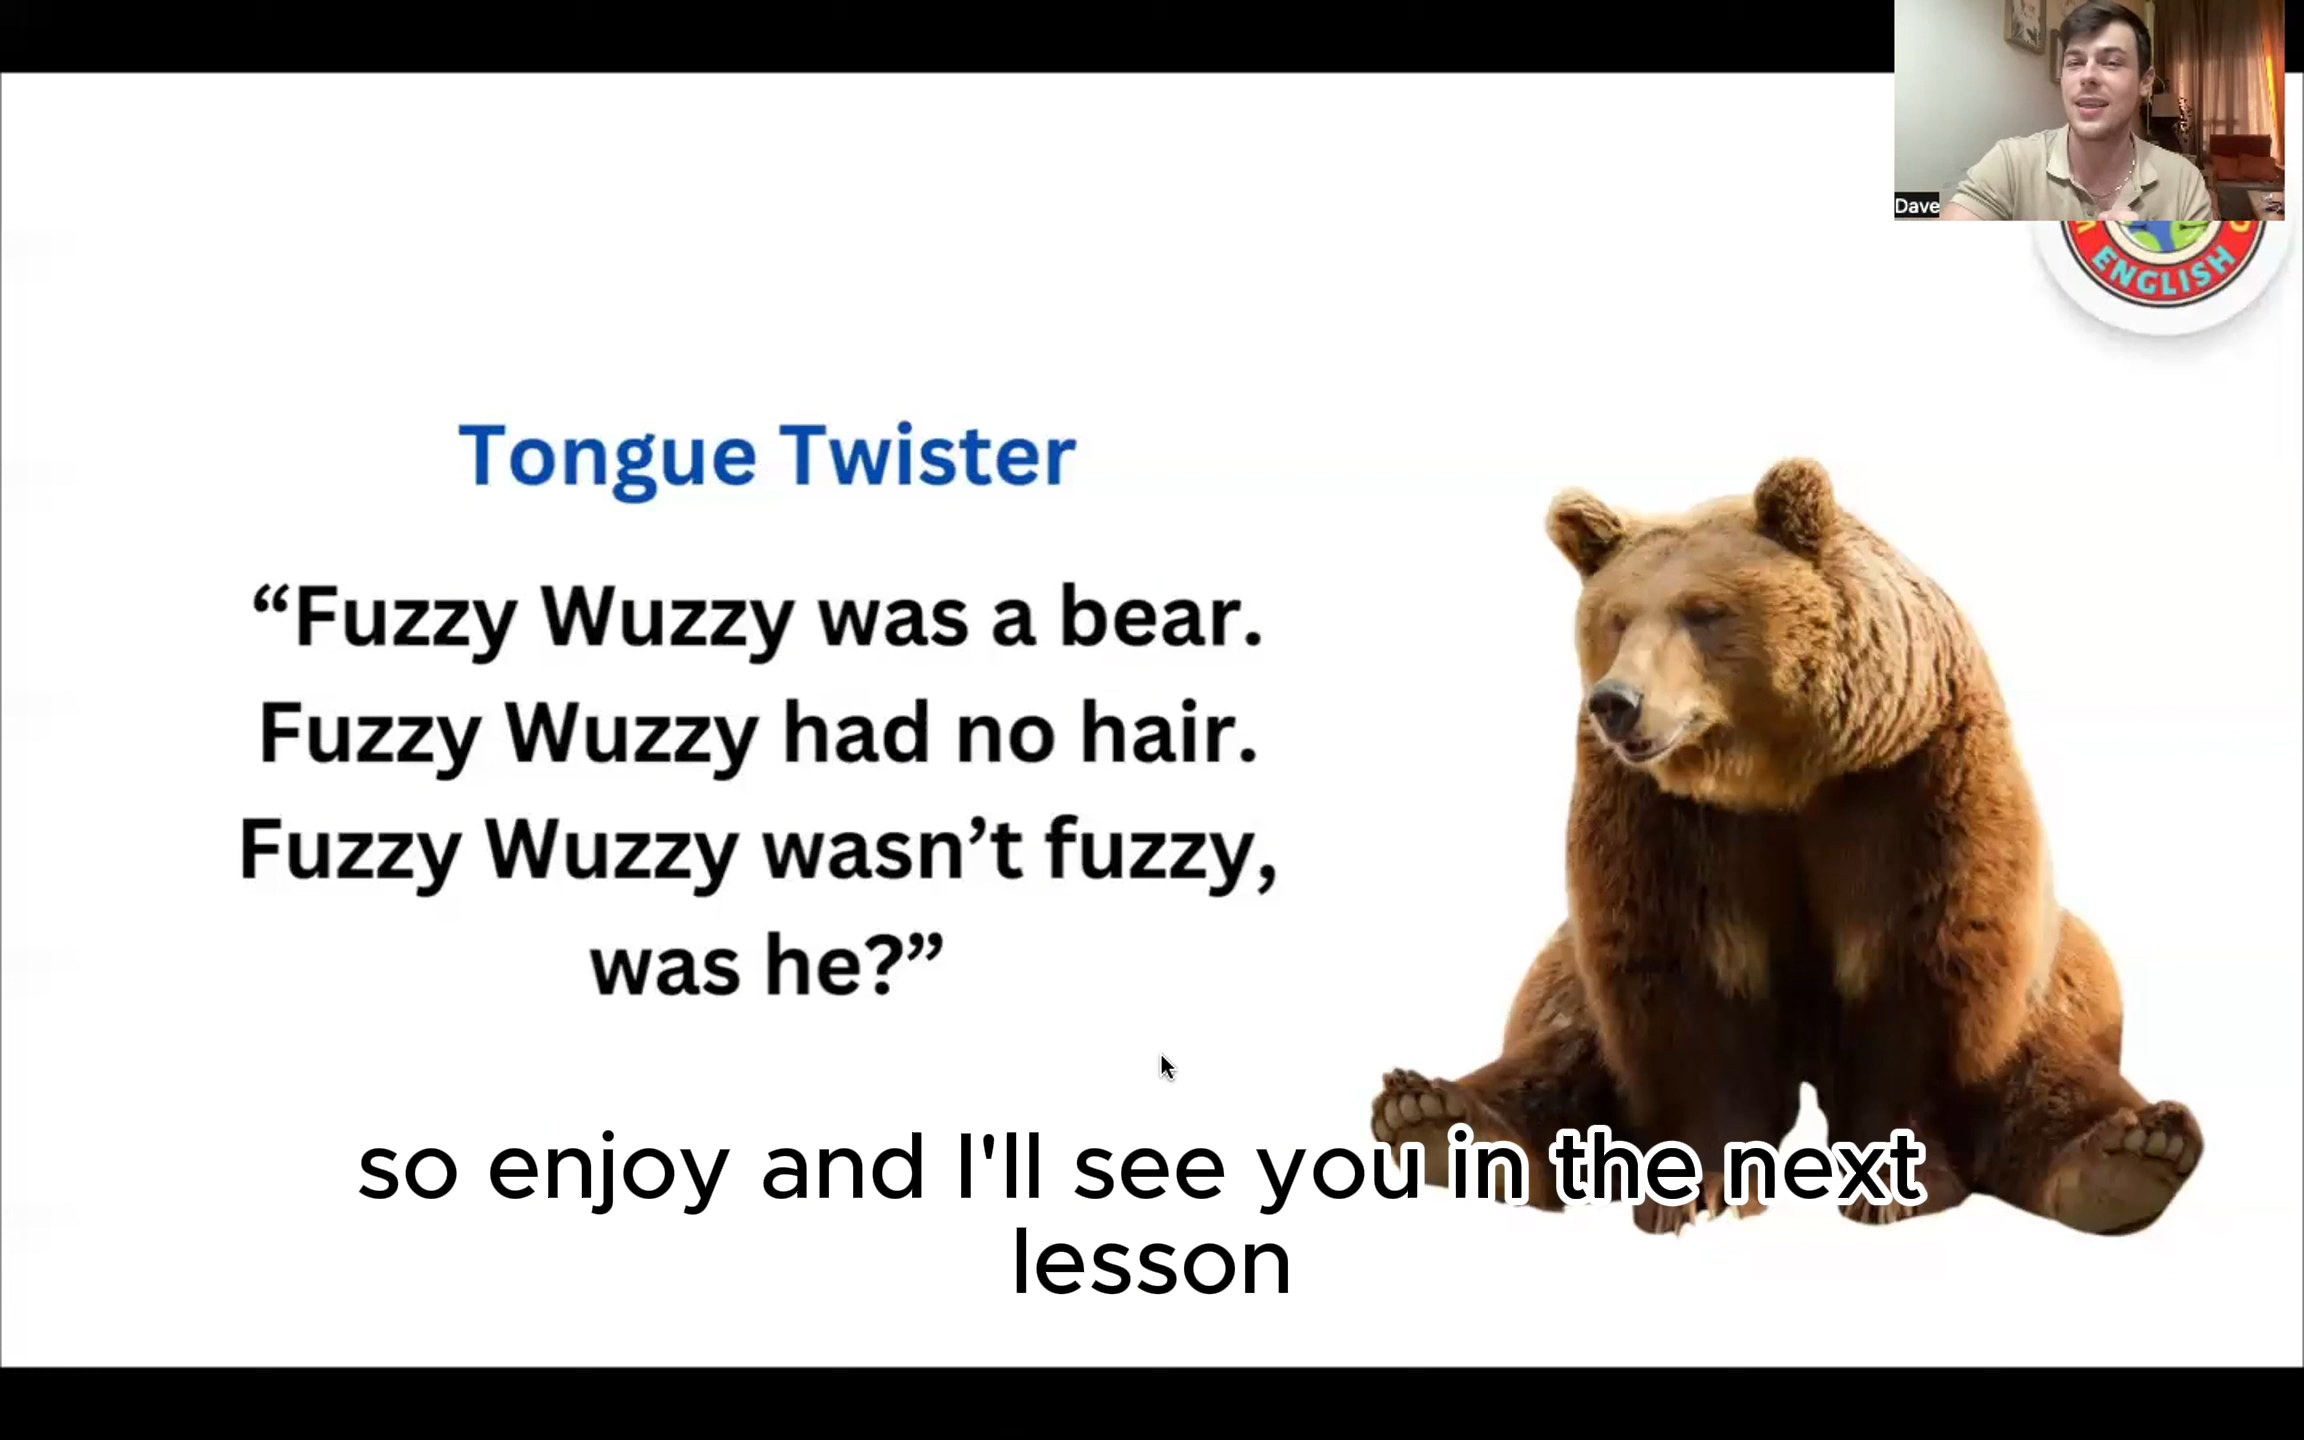 Dave
ENGLISH
Tongue Twister
“Fuzzy Wuzzy was a bear.
Fuzzy Wuzzy had no hair.
Fuzzy Wuzzy wasn’t fuzzy,
was he?”
so enjoy and I'll see you in the next
lesson